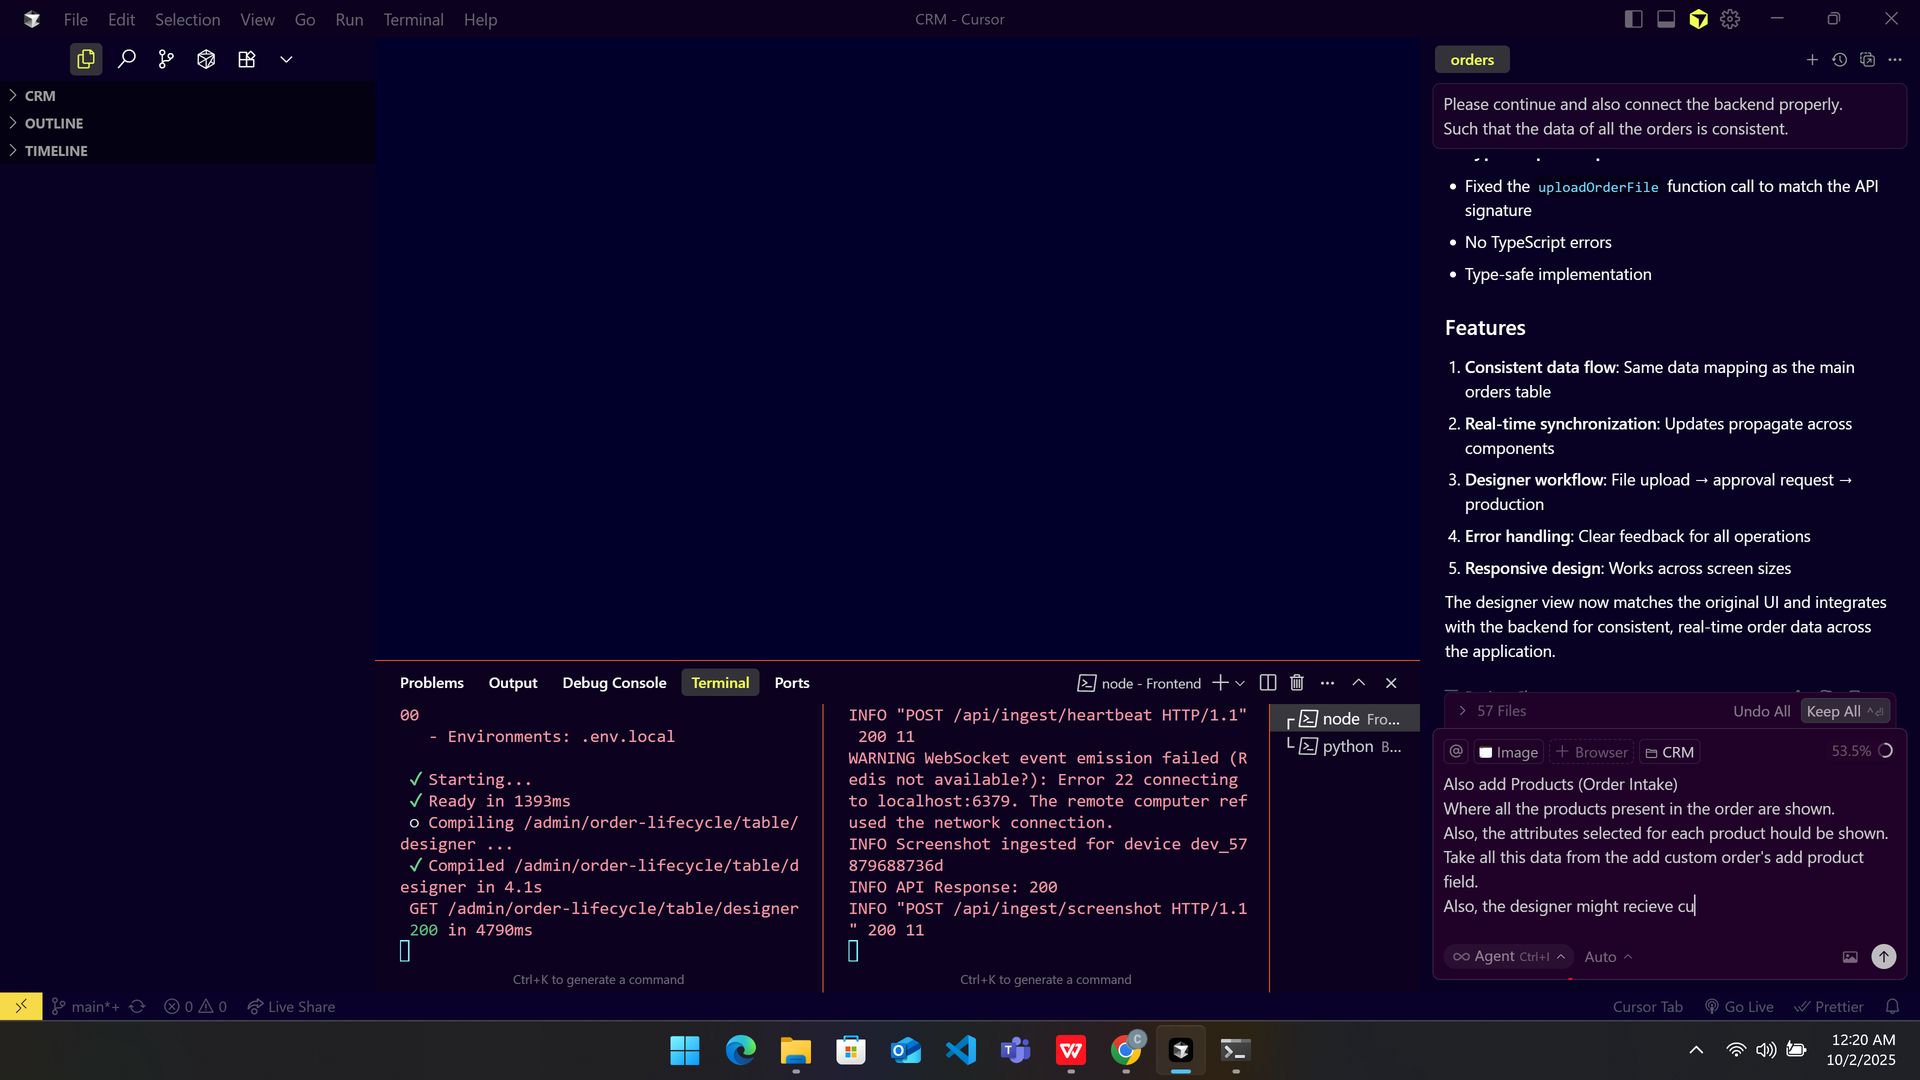 File Edit Selection View Go Run Terminal Help
CRM - Cursor
CRM
OUTLINE
TIMELINE
orders
Please continue and also connect the backend properly.
Such that the data of all the orders is consistent.
Fixed the uploadOrderFile function call to match the API
signature
No TypeScript errors
Type-safe implementation
Features
1. Consistent data flow: Same data mapping as the main
orders table
2. Real-time synchronization: Updates propagate across
components
3. Designer workflow: File upload → approval request →
production
4. Error handling: Clear feedback for all operations
5. Responsive design: Works across screen sizes
The designer view now matches the original UI and integrates
with the backend for consistent, real-time order data across
the application.
57 Files
Undo All
Keep All
@ Image + Browser CRM
53.5%
Also add Products (Order Intake)
Where all the products present in the order are shown.
Also, the attributes selected for each product hould be shown.
Take all this data from the add custom order's add product
field.
Also, the designer might recieve cu
Agent Ctrl+I Auto
Problems Output Debug Console Terminal Ports
node - Frontend
00
- Environments: .env.local
✓ Starting...
✓ Ready in 1393ms
○ Compiling /admin/order-lifecycle/table/
designer ...
✓ Compiled /admin/order-lifecycle/table/d
esigner in 4.1s
GET /admin/order-lifecycle/table/designer
200 in 4790ms
Ctrl+K to generate a command
INFO "POST /api/ingest/heartbeat HTTP/1.1"
200 11
WARNING WebSocket event emission failed (R
edis not available?): Error 22 connecting
to localhost:6379. The remote computer ref
used the network connection.
INFO Screenshot ingested for device dev_57
879688736d
INFO API Response: 200
INFO "POST /api/ingest/screenshot HTTP/1.1
" 200 11
Ctrl+K to generate a command
node Fro...
python B...
main*+ 0 0 Live Share
Cursor Tab Go Live Prettier
12:20 AM
10/2/2025